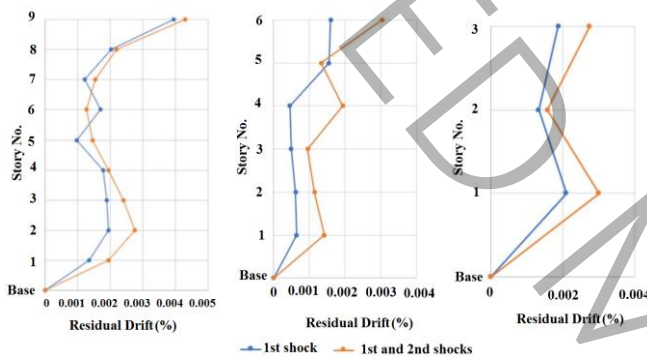 9
8
7
6
5
4
3
2
1
Base
Story No.
0 0.001 0.002 0.003 0.004 0.005
Residual Drift (%)
6
5
4
3
2
1
Base
Story No.
0 0.001 0.002 0.003 0.004
Residual Drift (%)
3
2
1
Base
Story No.
0 0.002 0.004
Residual Drift (%)
1st shock 1st and 2nd shocks